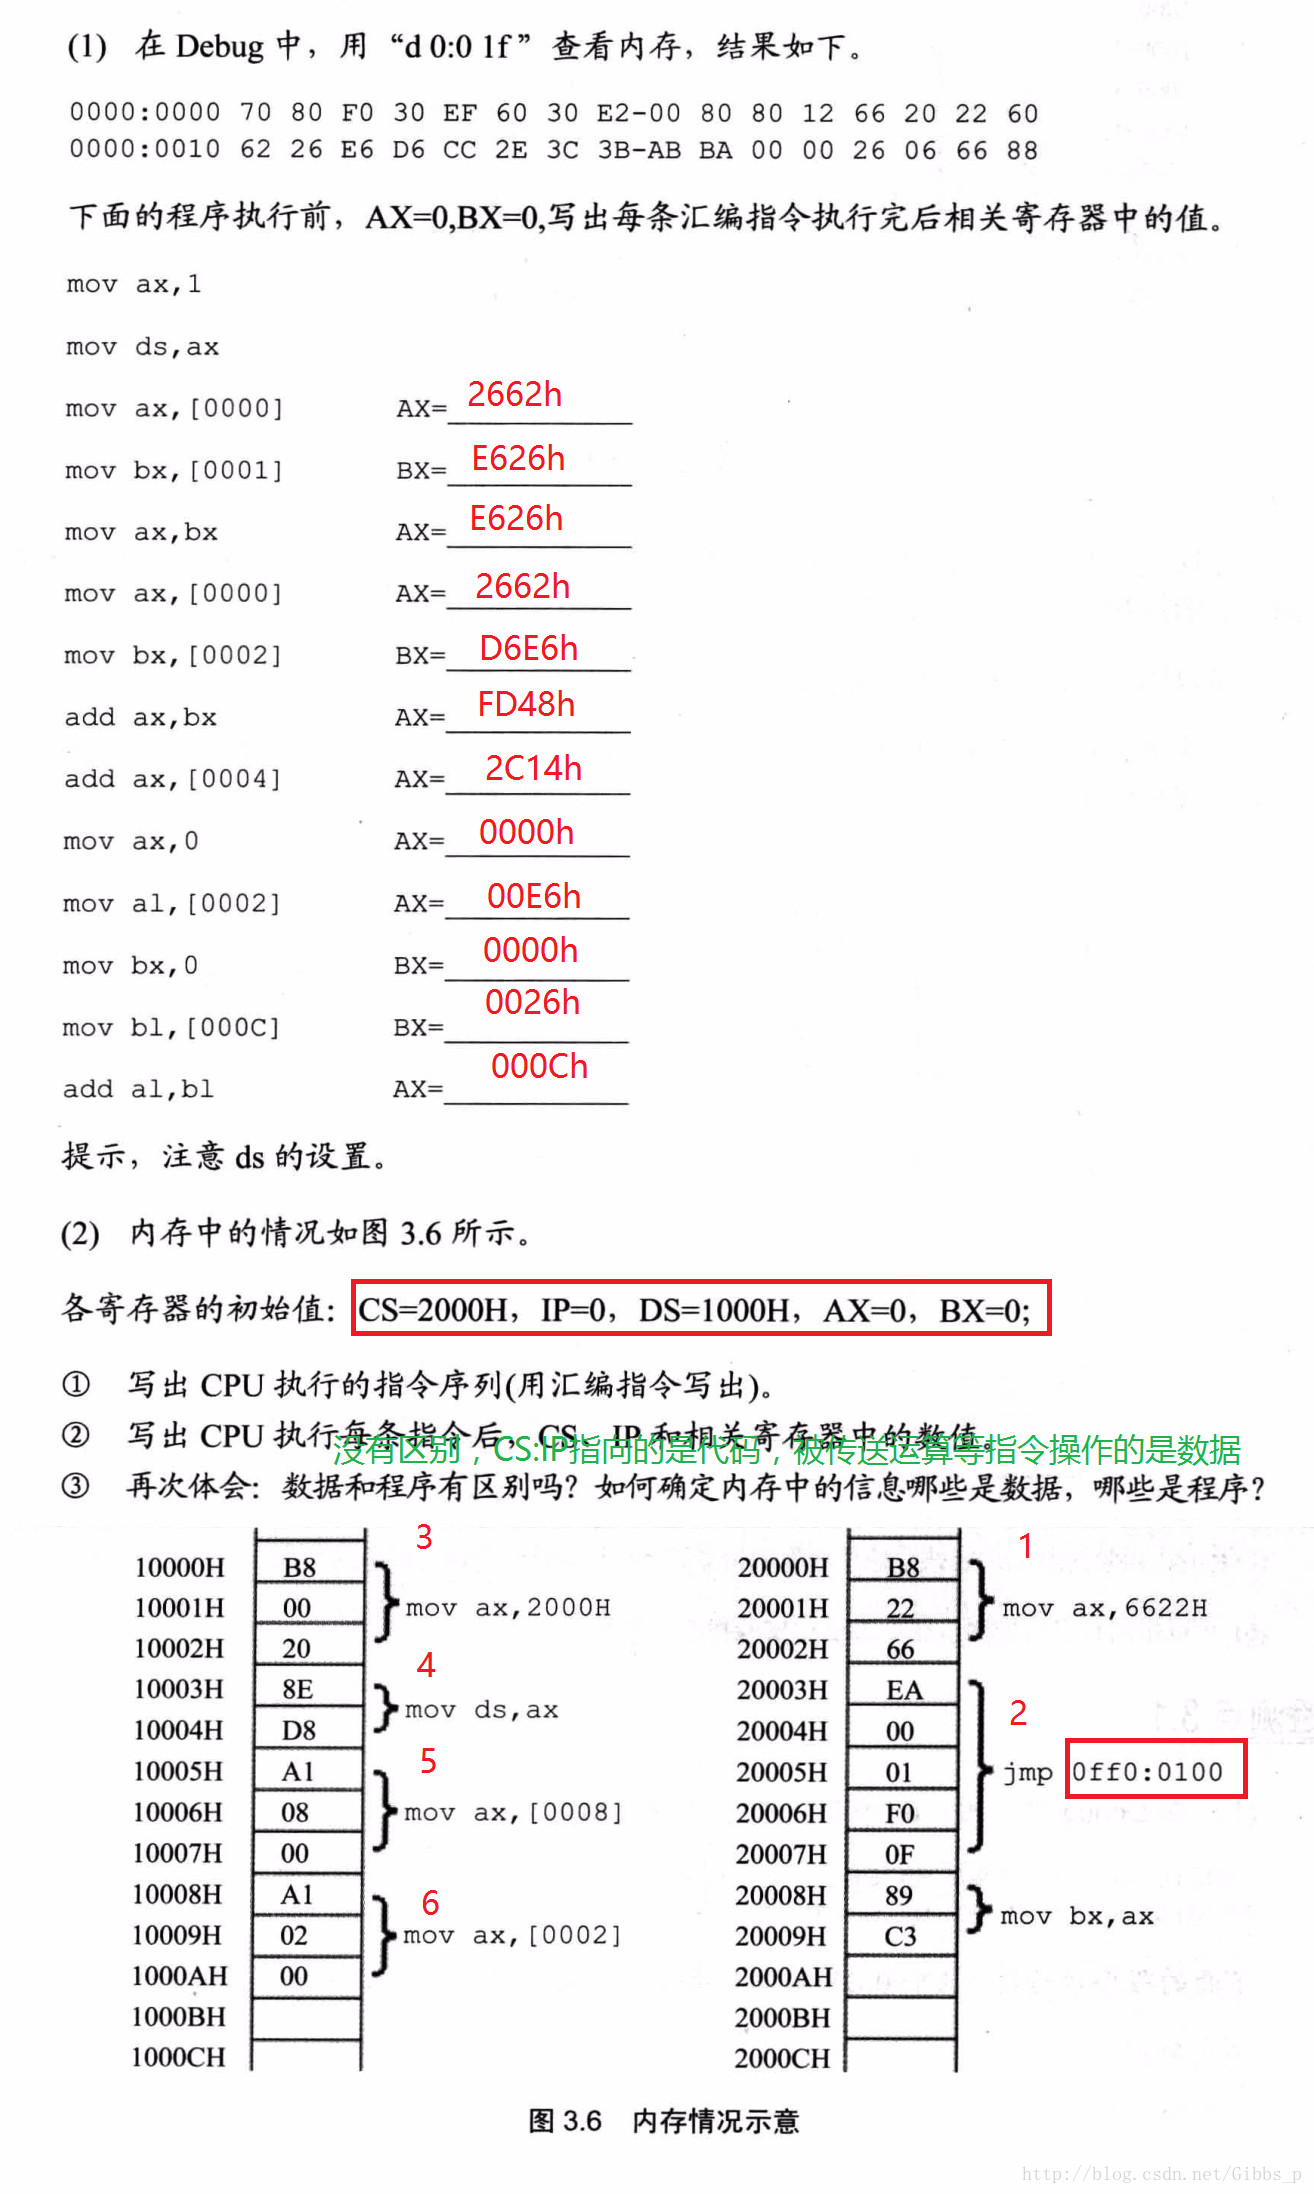 (1) 在 Debug 中，用 “d 0:0 1f” 查看内存，结果如下。
0000:0000 70 80 F0 30 EF 60 30 E2-00 80 80 12 66 20 22 60
0000:0010 62 26 E6 D6 CC 2E 3C 3B-AB BA 00 00 26 06 66 88
下面的程序执行前，AX=0,BX=0,写出每条汇编指令执行完后相关寄存器中的值。
mov ax,1
mov ds,ax
mov ax,[0000] AX= 2662h
mov bx,[0001] BX= E626h
mov ax,bx AX= E626h
mov ax,[0000] AX= 2662h
mov bx,[0002] BX= D6E6h
add ax,bx AX= FD48h
add ax,[0004] AX= 2C14h
mov ax,0 AX= 0000h
mov al,[0002] AX= 00E6h
mov bx,0 BX= 0000h
mov bl,[000C] BX= 0026h
add al,bl AX= 000Ch
提示，注意 ds 的设置。
(2) 内存中的情况如图 3.6 所示。
各寄存器的初始值: CS=2000H, IP=0, DS=1000H, AX=0, BX=0;
① 写出 CPU 执行的指令序列(用汇编指令写出)。
② 写出 CPU 执行每条指令后，CS、IP 和相关寄存器中的数值。
没有区别，CS:IP指向的是代码，被传送运算等指令操作的是数据
③ 再次体会: 数据和程序有区别吗? 如何确定内存中的信息哪些是数据，哪些是程序?
3 1
10000H B8 20000H B8
10001H 00 mov ax,2000H 20001H 22 mov ax,6622H
10002H 20 20002H 66
4
10003H 8E 20003H EA
mov ds,ax 2
10004H D8 20004H 00
5
10005H A1 20005H 01 jmp 0ff0:0100
10006H 08 mov ax,[0008] 20006H F0
10007H 00 20007H 0F
6
10008H A1 20008H 89
mov bx,ax
10009H 02 mov ax,[0002] 20009H C3
1000AH 00 2000AH
1000BH 2000BH
1000CH 2000CH
图 3.6 内存情况示意
http://blog.csdn.net/Gibbs_p